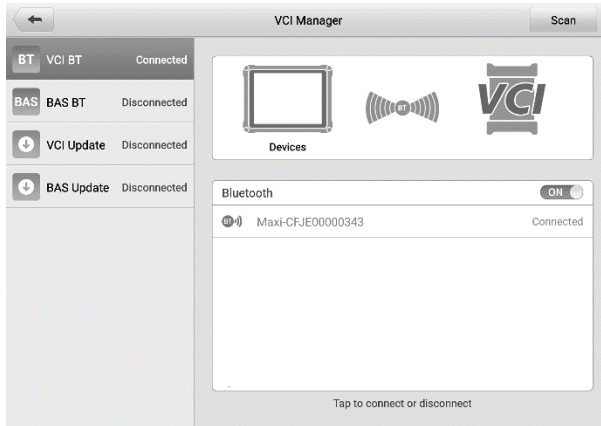 VCI Manager
Scan
BT VCI BT Connected
BAS BAS BT Disconnected
VCI Update Disconnected
BAS Update Disconnected
BT
VCI
Devices
Bluetooth ON
BT Maxi-CFJE00000343 Connected
Tap to connect or disconnect